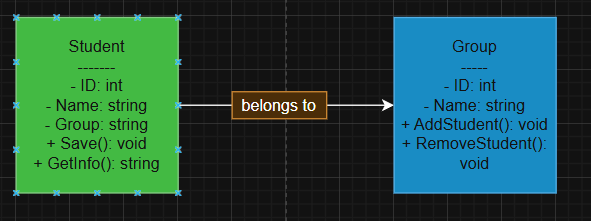 Student
-------
- ID: int
- Name: string
- Group: string
+ Save(): void
+ GetInfo(): string
belongs to
Group
-----
- ID: int
- Name: string
+ AddStudent(): void
+ RemoveStudent():
void